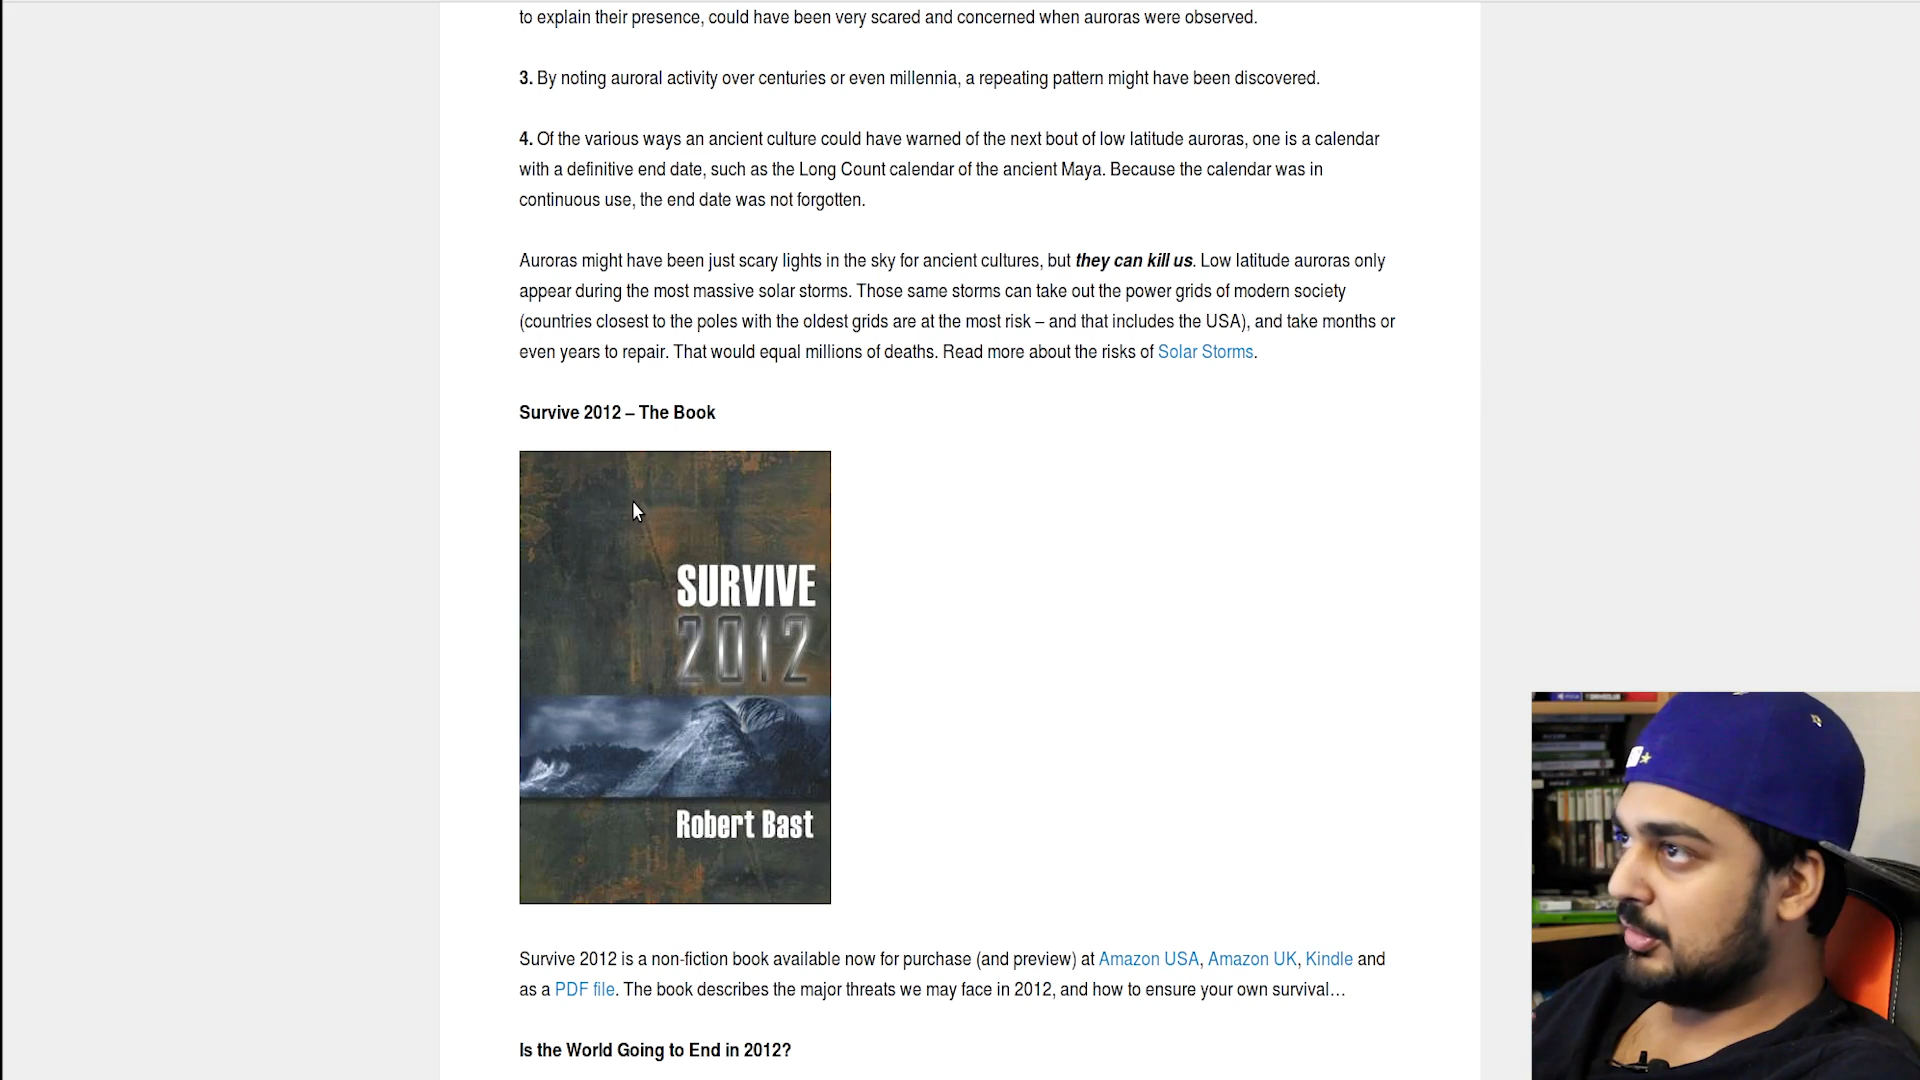 to explain their presence, could have been very scared and concerned when auroras were observed.
3. By noting auroral activity over centuries or even millennia, a repeating pattern might have been discovered.
4. Of the various ways an ancient culture could have warned of the next bout of low latitude auroras, one is a calendar
with a definitive end date, such as the Long Count calendar of the ancient Maya. Because the calendar was in
continuous use, the end date was not forgotten.
Auroras might have been just scary lights in the sky for ancient cultures, but they can kill us. Low latitude auroras only
appear during the most massive solar storms. Those same storms can take out the power grids of modern society
(countries closest to the poles with the oldest grids are at the most risk – and that includes the USA), and take months or
even years to repair. That would equal millions of deaths. Read more about the risks of Solar Storms.
Survive 2012 – The Book
SURVIVE
2012
Robert Bast
Survive 2012 is a non-fiction book available now for purchase (and preview) at Amazon USA, Amazon UK, Kindle and
as a PDF file. The book describes the major threats we may face in 2012, and how to ensure your own survival…
Is the World Going to End in 2012?